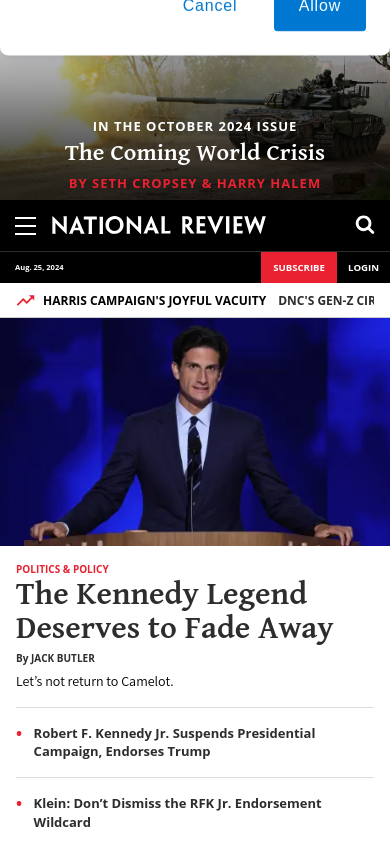 Cancel
Allow
IN THE OCTOBER 2024 ISSUE
The Coming World Crisis
BY SETH CROPSEY & HARRY HALEM
NATIONAL REVIEW
Aug. 25, 2024
SUBSCRIBE
LOGIN
HARRIS CAMPAIGN'S JOYFUL VACUITY DNC'S GEN-Z CIR
POLITICS & POLICY
The Kennedy Legend
Deserves to Fade Away
By JACK BUTLER
Let’s not return to Camelot.
Robert F. Kennedy Jr. Suspends Presidential
Campaign, Endorses Trump
Klein: Don’t Dismiss the RFK Jr. Endorsement
Wildcard